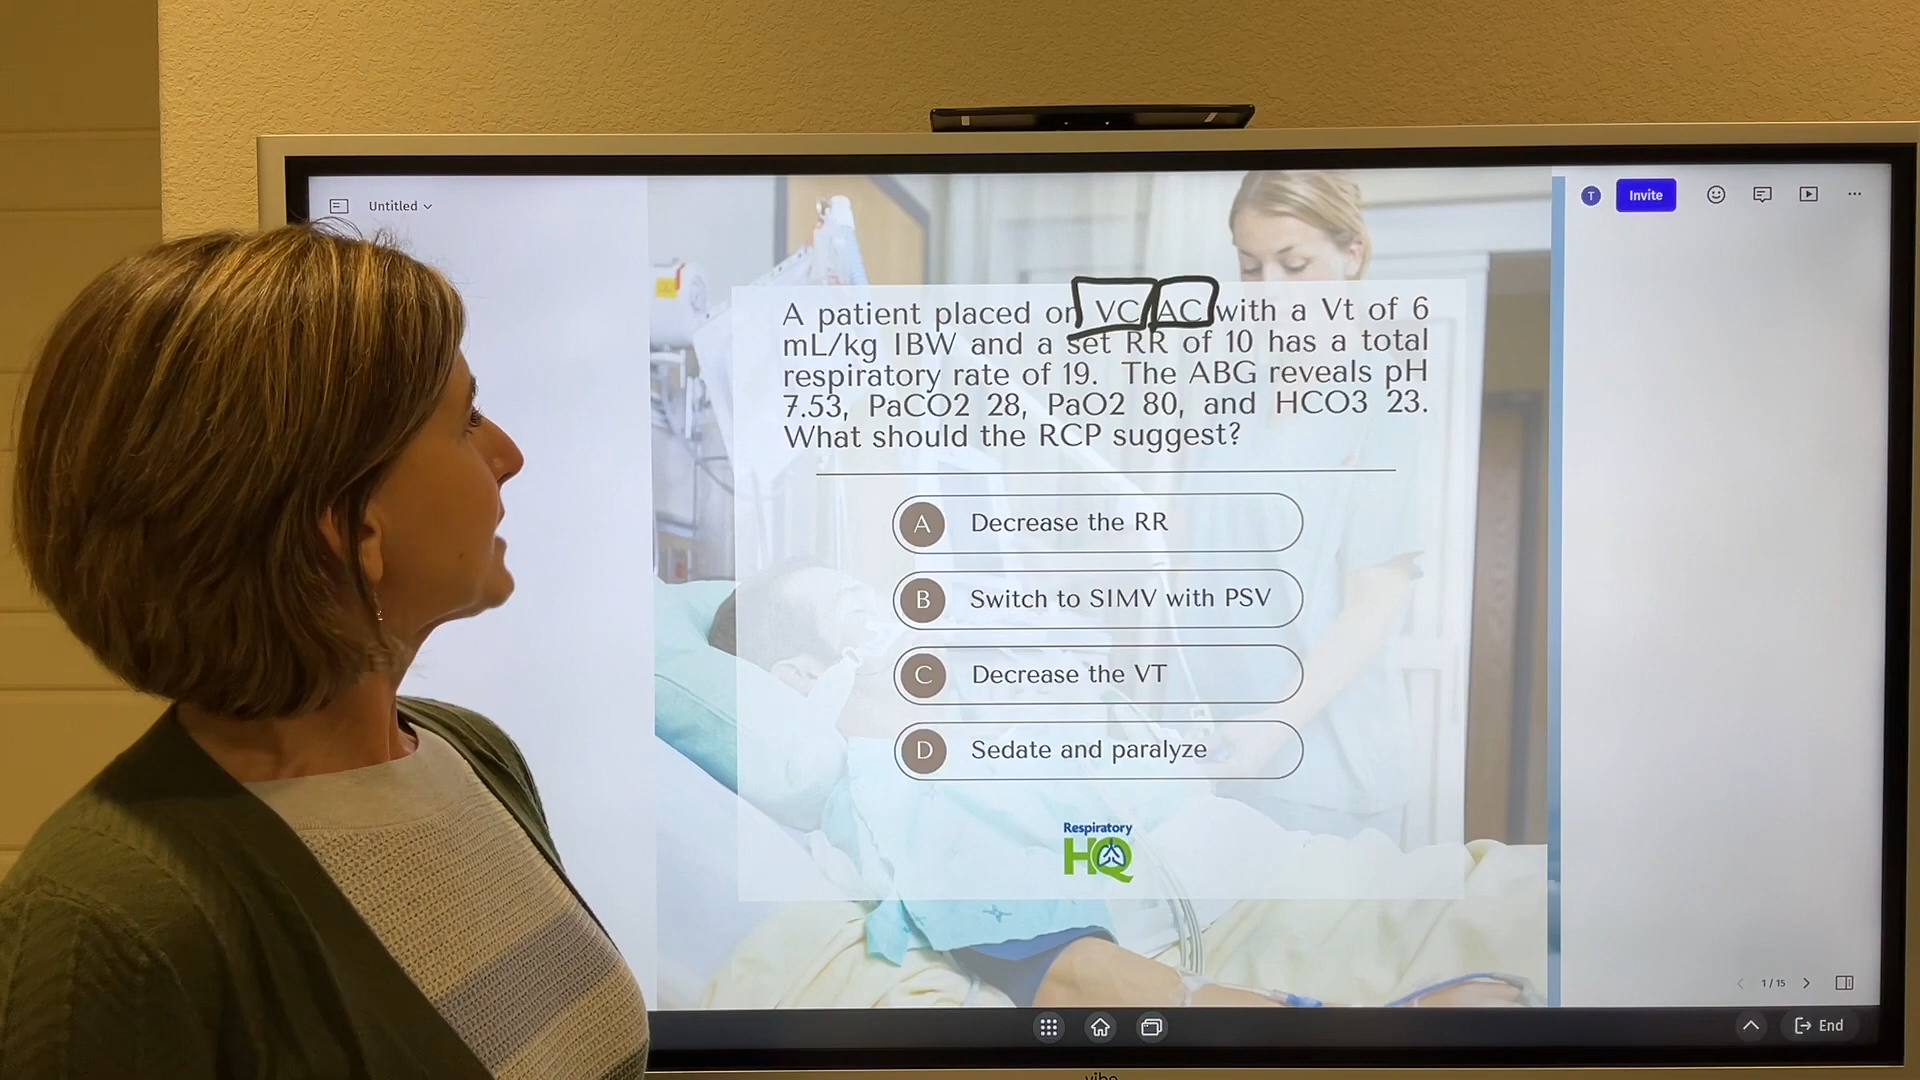 Untitled
T
Invite
A patient placed on VC AC with a Vt of 6
mL/kg IBW and a set RR of 10 has a total
respiratory rate of 19. The ABG reveals pH
7.53, PaCO2 28, PaO2 80, and HCO3 23.
What should the RCP suggest?
A Decrease the RR
B Switch to SIMV with PSV
C Decrease the VT
D Sedate and paralyze
Respiratory
HQ
1 / 15
End
vibe